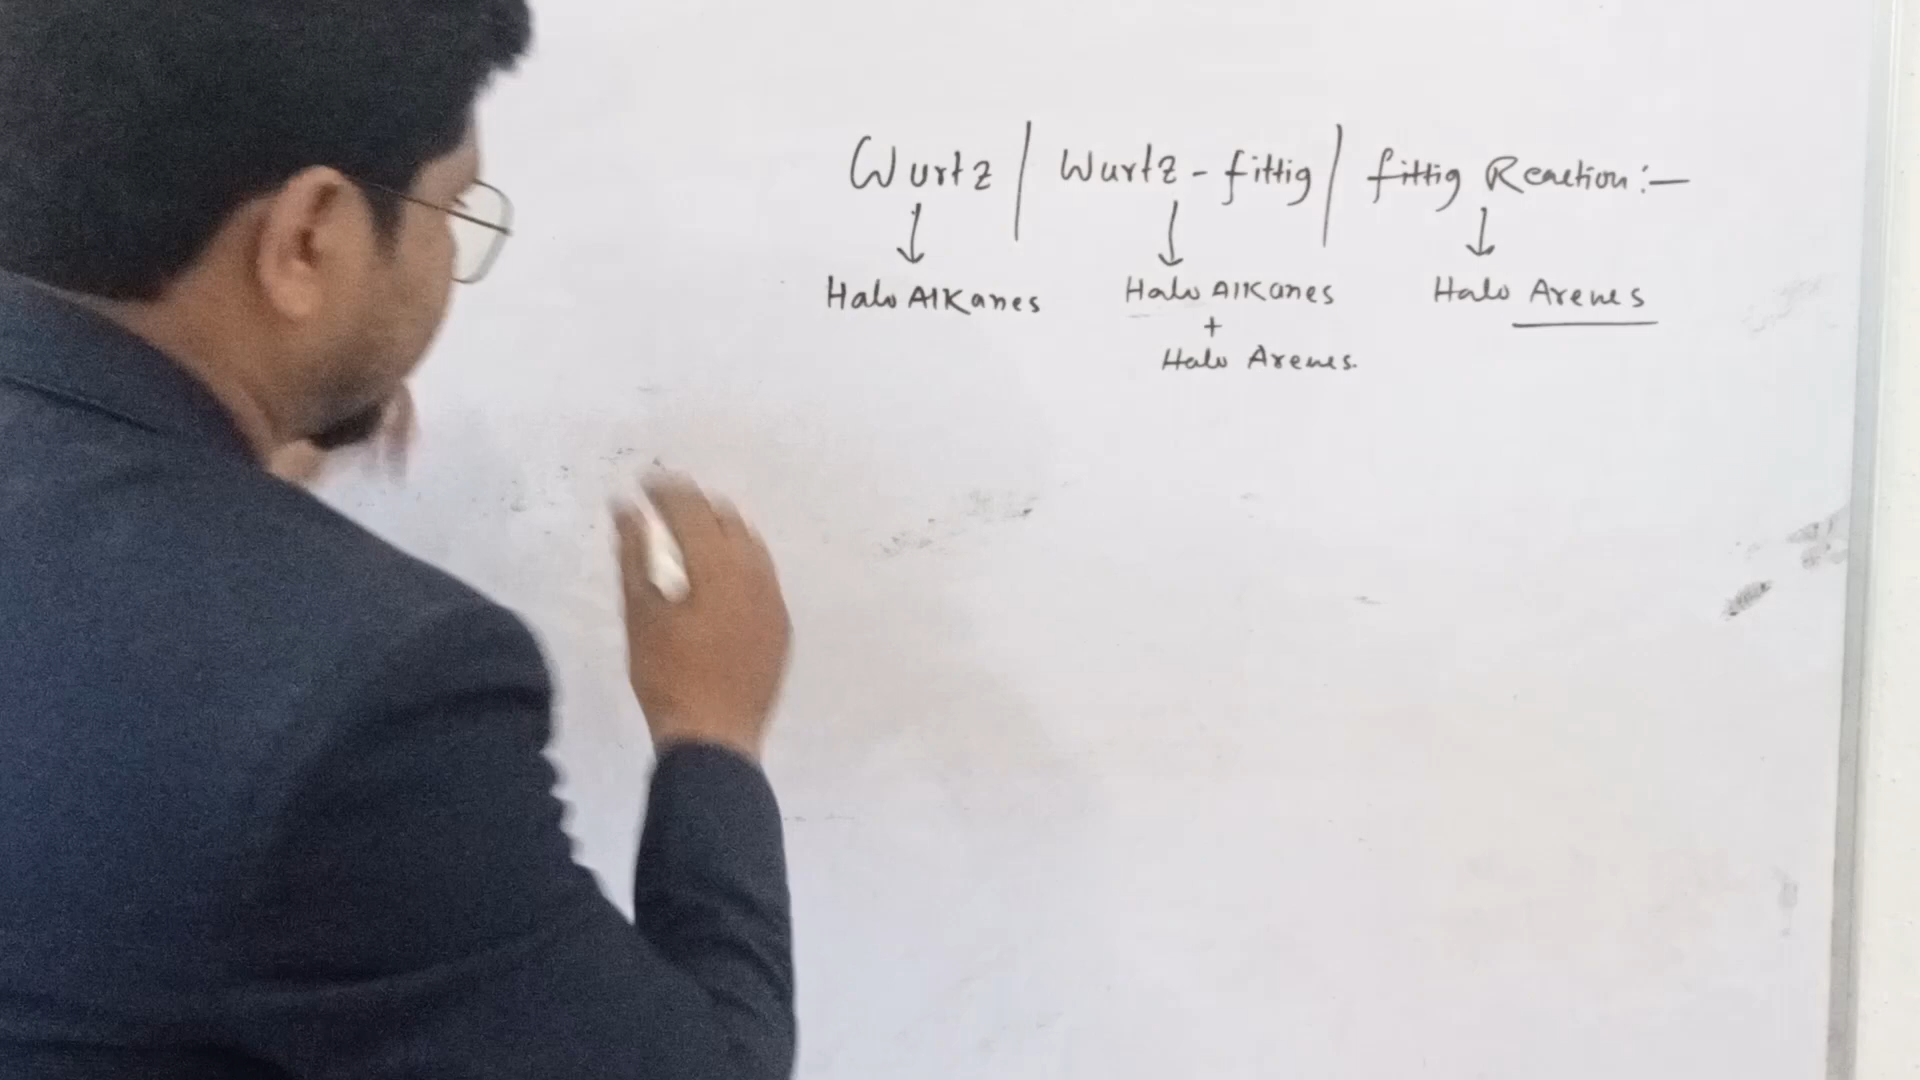 Wurtz | Wurtz - fittig | fittig Reaction :-
↓ ↓ ↓
Halo Alkanes Halo Alkanes Halo Arenes
+
Halo Arenes.